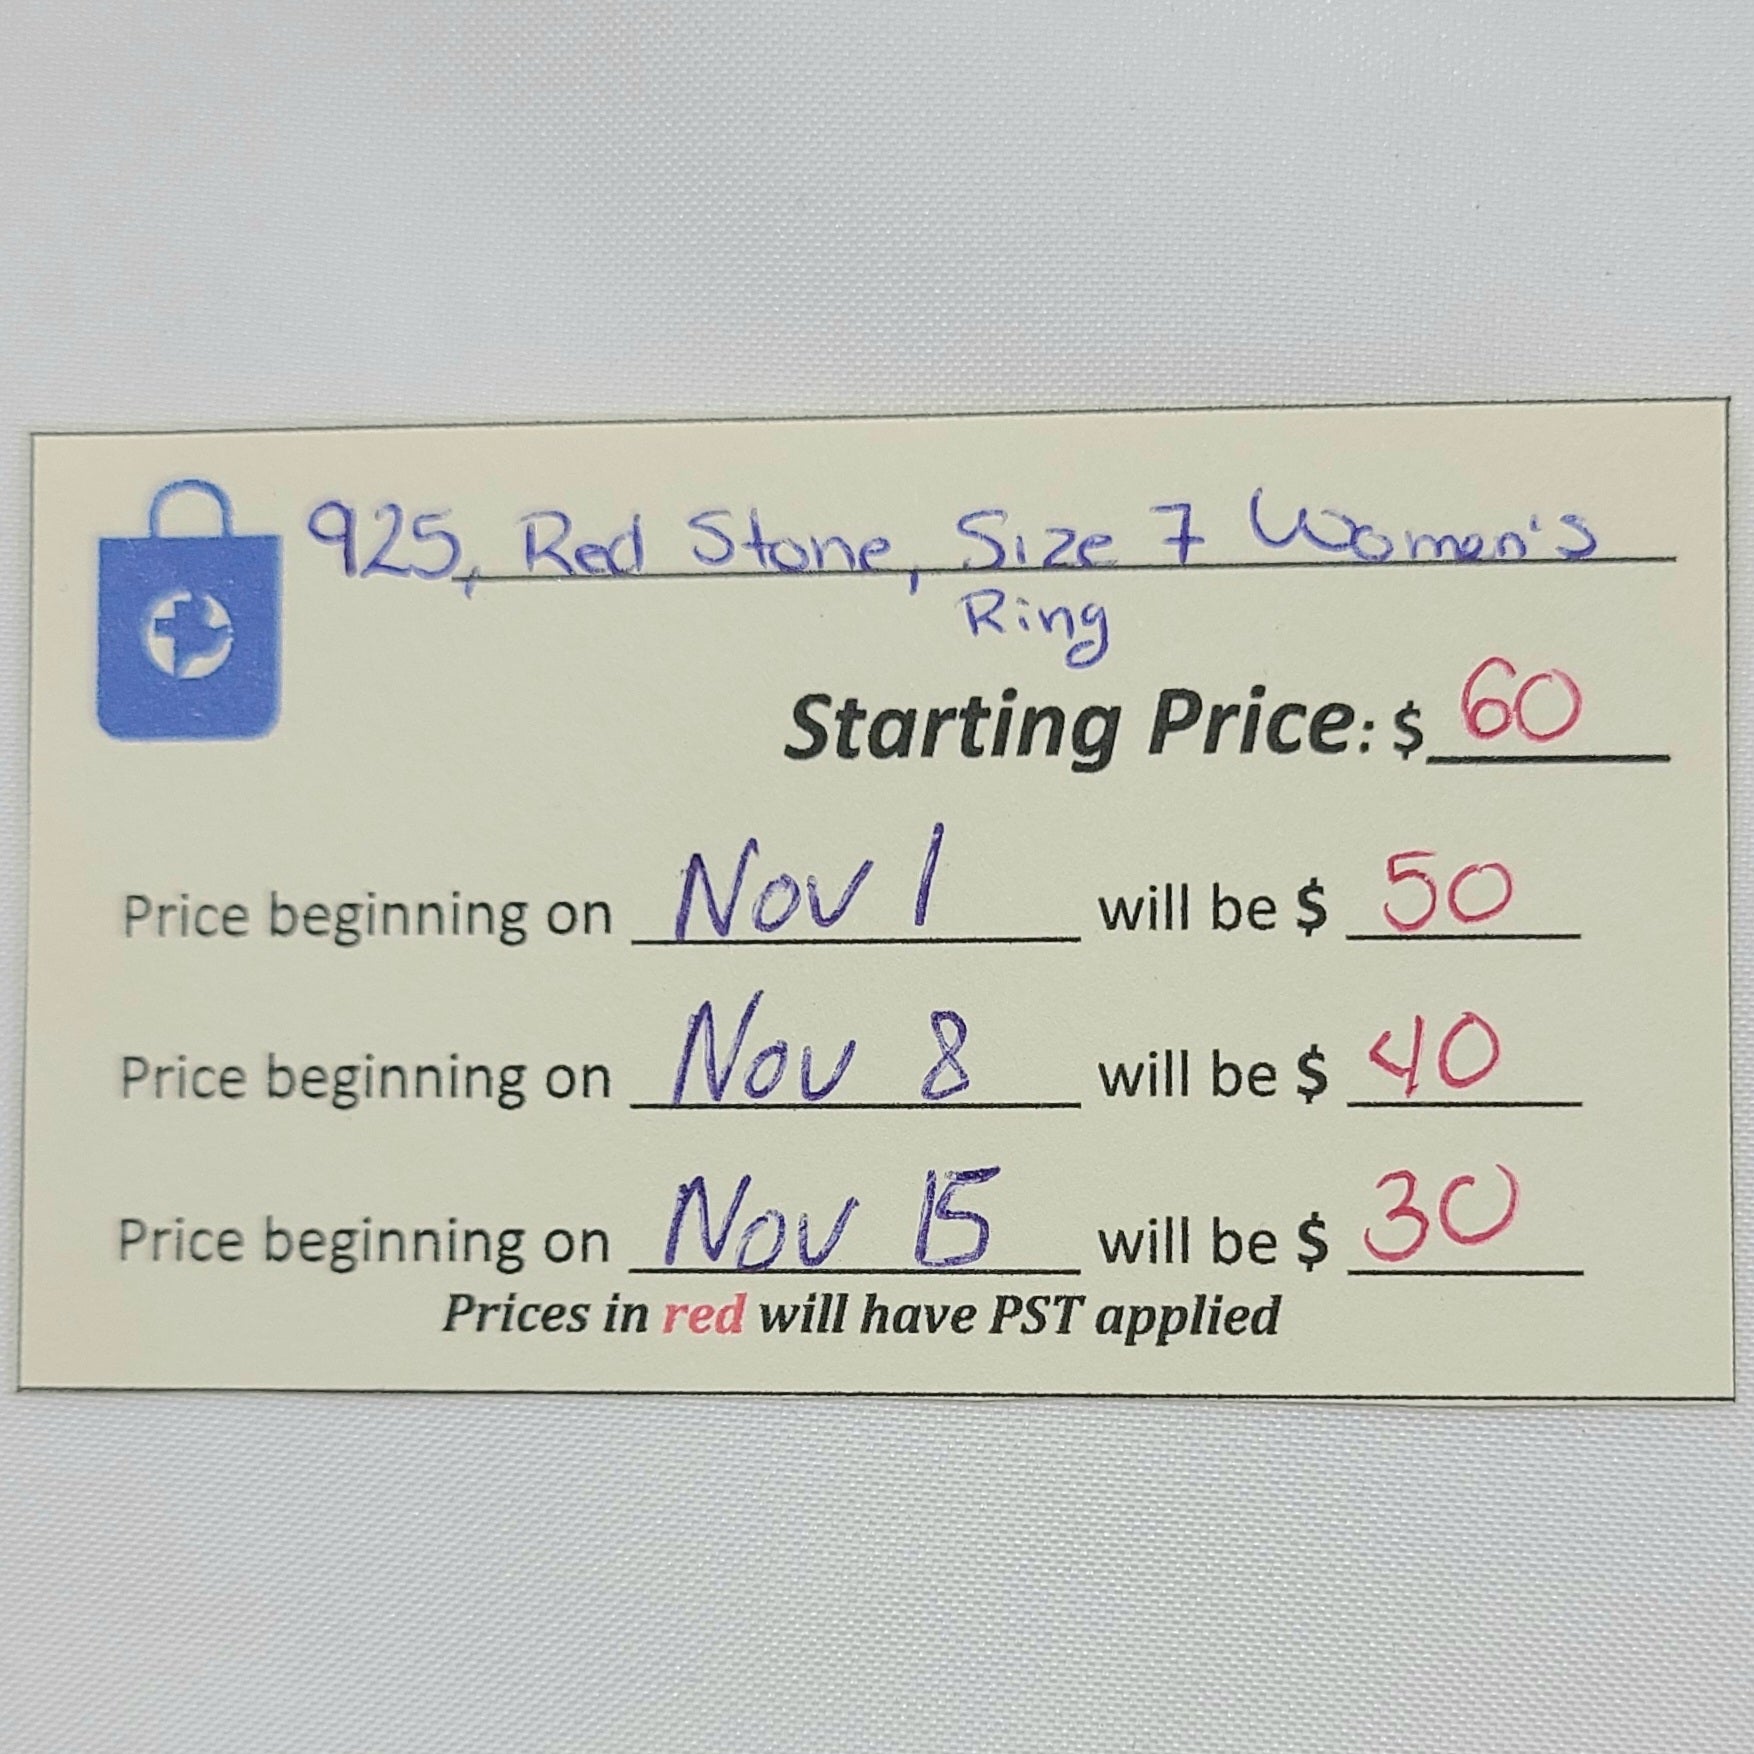 925, Red Stone, Size 7 Women's
Ring
Starting Price: $ 60
Price beginning on Nov 1 will be $ 50
Price beginning on Nov 8 will be $ 40
Price beginning on Nov 15 will be $ 30
Prices in red will have PST applied